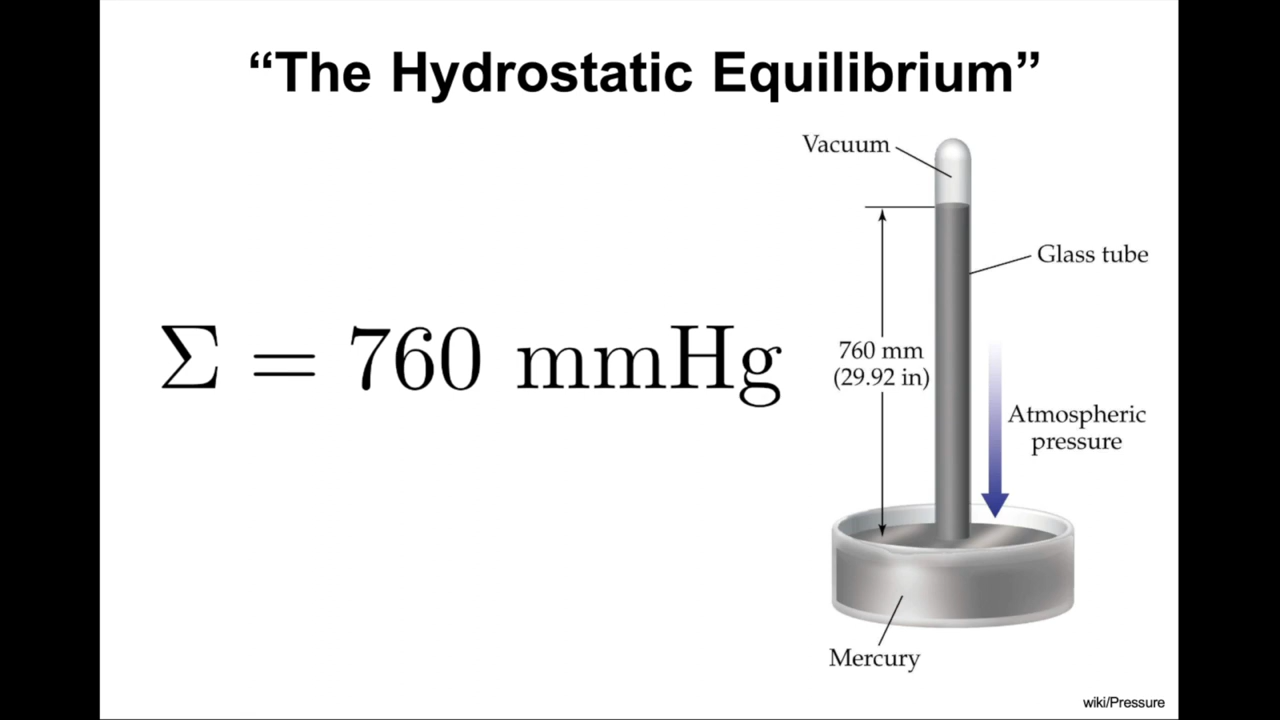 “The Hydrostatic Equilibrium”
Vacuum
Glass tube
Σ = 760 mmHg
760 mm
(29.92 in)
Atmospheric
pressure
Mercury
wiki/Pressure